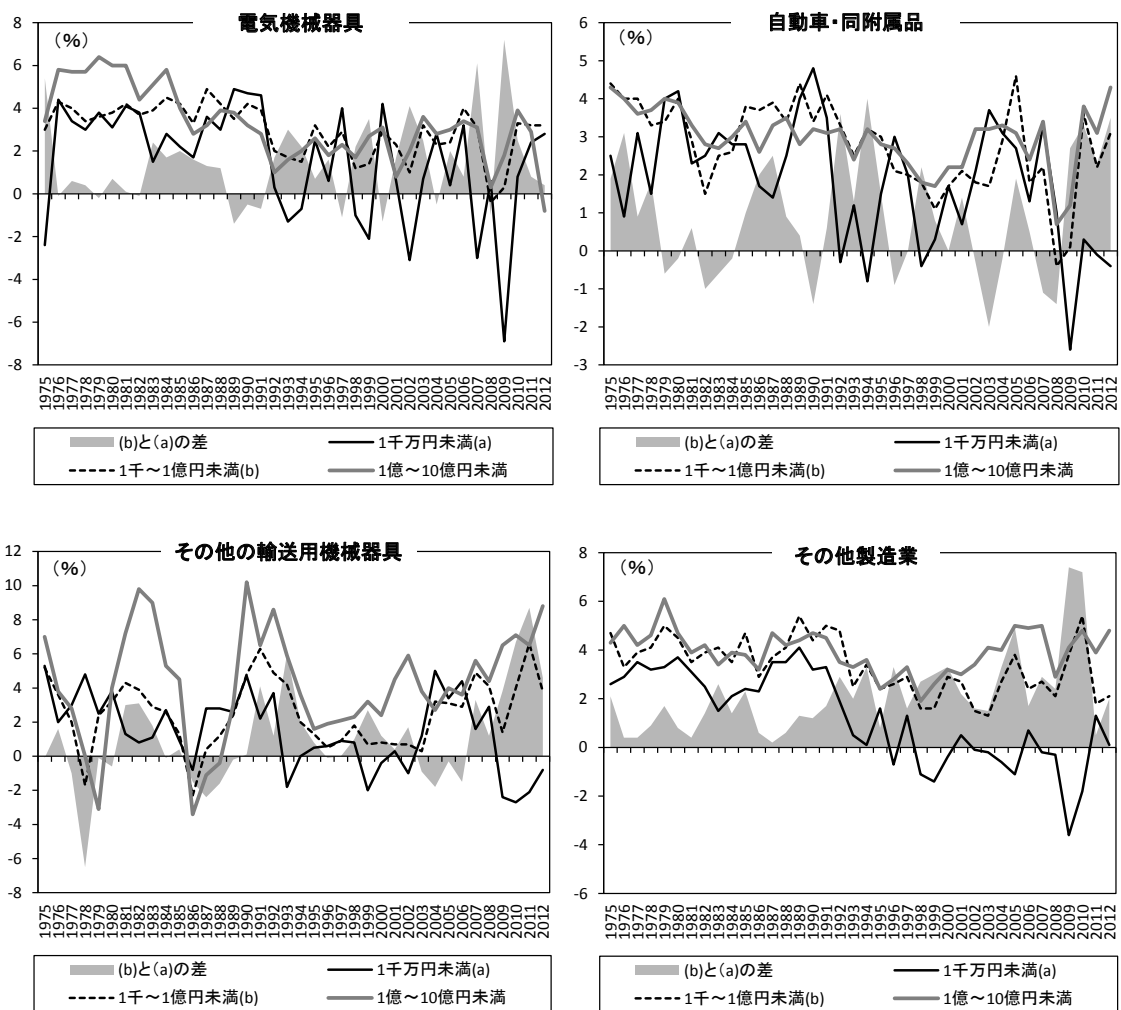 電気機械器具
（％）
8
6
4
2
0
-2
-4
-6
-8
1975 1976 1977 1978 1979 1980 1981 1982 1983 1984 1985 1986 1987 1988 1989 1990 1991 1992 1993 1994 1995 1996 1997 1998 1999 2000 2001 2002 2003 2004 2005 2006 2007 2008 2009 2010 2011 2012
(b)と(a)の差 1千万円未満(a)
1千～1億円未満(b) 1億～10億円未満
自動車・同附属品
（％）
6
5
4
3
2
1
0
-1
-2
-3
1975 1976 1977 1978 1979 1980 1981 1982 1983 1984 1985 1986 1987 1988 1989 1990 1991 1992 1993 1994 1995 1996 1997 1998 1999 2000 2001 2002 2003 2004 2005 2006 2007 2008 2009 2010 2011 2012
(b)と(a)の差 1千万円未満(a)
1千～1億円未満(b) 1億～10億円未満
その他の輸送用機械器具
（％）
12
10
8
6
4
2
0
-2
-4
-6
-8
1975 1976 1977 1978 1979 1980 1981 1982 1983 1984 1985 1986 1987 1988 1989 1990 1991 1992 1993 1994 1995 1996 1997 1998 1999 2000 2001 2002 2003 2004 2005 2006 2007 2008 2009 2010 2011 2012
(b)と(a)の差 1千万円未満(a)
1千～1億円未満(b) 1億～10億円未満
その他製造業
（％）
8
6
4
2
0
-2
-4
-6
1975 1976 1977 1978 1979 1980 1981 1982 1983 1984 1985 1986 1987 1988 1989 1990 1991 1992 1993 1994 1995 1996 1997 1998 1999 2000 2001 2002 2003 2004 2005 2006 2007 2008 2009 2010 2011 2012
(b)と(a)の差 1千万円未満(a)
1千～1億円未満(b) 1億～10億円未満